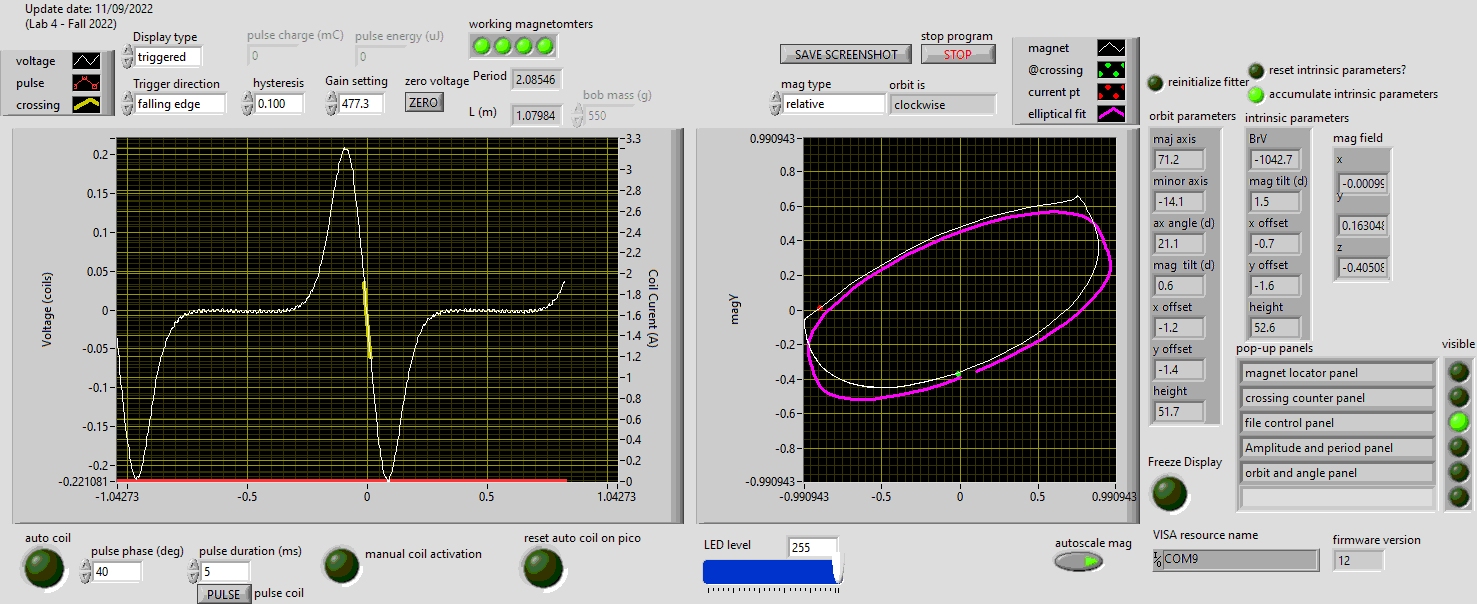 Update date: 11/09/2022
(Lab 4 - Fall 2022)
voltage
pulse
crossing
Display type
triggered
Trigger direction
falling edge
pulse charge (mC)
0
pulse energy (uJ)
0
hysteresis
0.100
Gain setting
477.3
zero voltage
ZERO
working magnetomters
Period
2.08546
L (m)
1.07984
bob mass (g)
550
SAVE SCREENSHOT
stop program
STOP
mag type
relative
orbit is
clockwise
magnet
@crossing
current pt
elliptical fit
reinitialize fitter
reset intrinsic parameters?
accumulate intrinsic parameters
orbit parameters
maj axis
71.2
minor axis
-14.1
ax angle (d)
21.1
mag tilt (d)
0.6
x offset
-1.2
y offset
-1.4
height
51.7
intrinsic parameters
BrV
-1042.7
mag tilt (d)
1.5
x offset
-0.7
y offset
-1.6
height
52.6
mag field
x
-0.00099
y
0.16304
z
-0.40508
Voltage (coils)
0.2
0.15
0.1
0.05
0
-0.05
-0.1
-0.15
-0.2
-0.221081
-1.04273
-0.5
0
0.5
1.04273
3.3
3
2.8
2.6
2.4
2.2
2
1.8
1.6
1.4
1.2
1
0.8
0.6
0.4
0.2
0
Coil Current (A)
magY
0.990943
0.8
0.6
0.4
0.2
0
-0.2
-0.4
-0.6
-0.8
-0.990943
-0.990943
-0.5
0
0.5
0.990943
pop-up panels
visible
magnet locator panel
crossing counter panel
file control panel
Amplitude and period panel
orbit and angle panel
Freeze Display
auto coil
pulse phase (deg)
40
pulse duration (ms)
5
PULSE
pulse coil
manual coil activation
reset auto coil on pico
LED level
255
autoscale mag
VISA resource name
COM9
firmware version
12